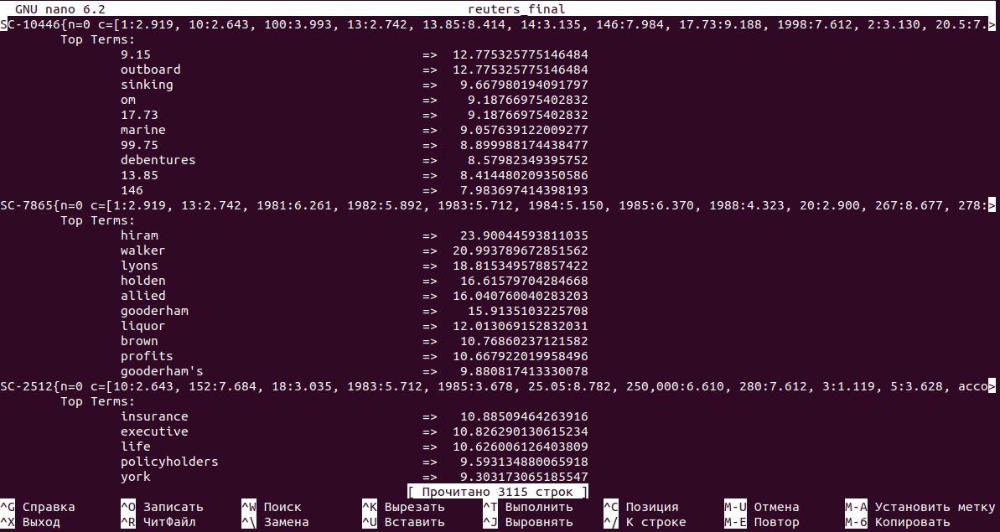 GNU nano 6.2 reuters_final
SC-10446{n=0 c=[1:2.919, 10:2.643, 100:3.993, 13:2.742, 13.85:8.414, 14:3.135, 146:7.984, 17.73:9.188, 1998:7.612, 2:3.130, 20.5:7.>
Top Terms:
9.15 => 12.775325775146484
outboard => 12.775325775146484
sinking => 9.667980194091797
om => 9.18766975402832
17.73 => 9.18766975402832
marine => 9.057639122009277
99.75 => 8.899988174438477
debentures => 8.57982349395752
13.85 => 8.414480209350586
146 => 7.983697414398193
SC-7865{n=0 c=[1:2.919, 13:2.742, 1981:6.261, 1982:5.892, 1983:5.712, 1984:5.150, 1985:6.370, 1988:4.323, 20:2.900, 267:8.677, 278:>
Top Terms:
hiram => 23.90044593811035
walker => 20.993789672851562
lyons => 18.815349578857422
holden => 16.61579704284668
allied => 16.040760040283203
gooderham => 15.9135103225708
liquor => 12.013069152832031
brown => 10.76860237121582
profits => 10.667922019958496
gooderham's => 9.880817413330078
SC-2512{n=0 c=[10:2.643, 152:7.684, 18:3.035, 1983:5.712, 1985:3.678, 25.05:8.782, 250,000:6.610, 280:7.612, 3:1.119, 5:3.628, acco>
Top Terms:
insurance => 10.88509464263916
executive => 10.826290130615234
life => 10.626006126403809
policyholders => 9.593134880065918
york => 9.303173065185547
[ Прочитано 3115 строк ]
^G Справка ^O Записать ^W Поиск ^K Вырезать ^T Выполнить ^C Позиция M-U Отмена M-A Установить метку
^X Выход ^R ЧитФайл ^\ Замена ^U Вставить ^J Выровнять ^/ К строке M-E Повтор M-6 Копировать